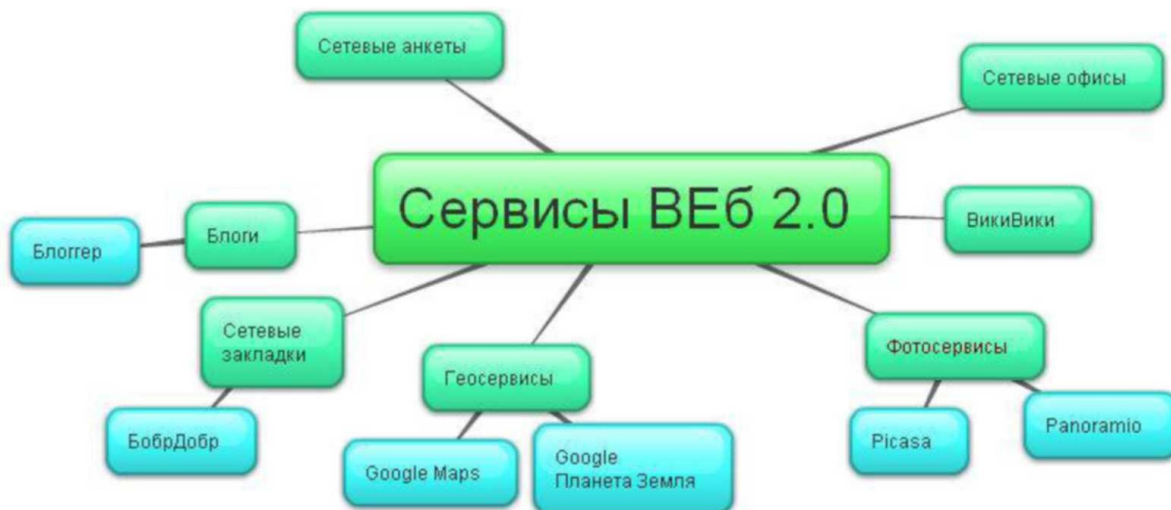 Сетевые анкеты
Сетевые офисы
Сервисы ВЕб 2.0
ВикиВики
Блоги
Блоггер
Сетевые
закладки
Фотосервисы
Геосервисы
БобрДобр
Google Maps
Google
Планета Земля
Picasa
Panoramio